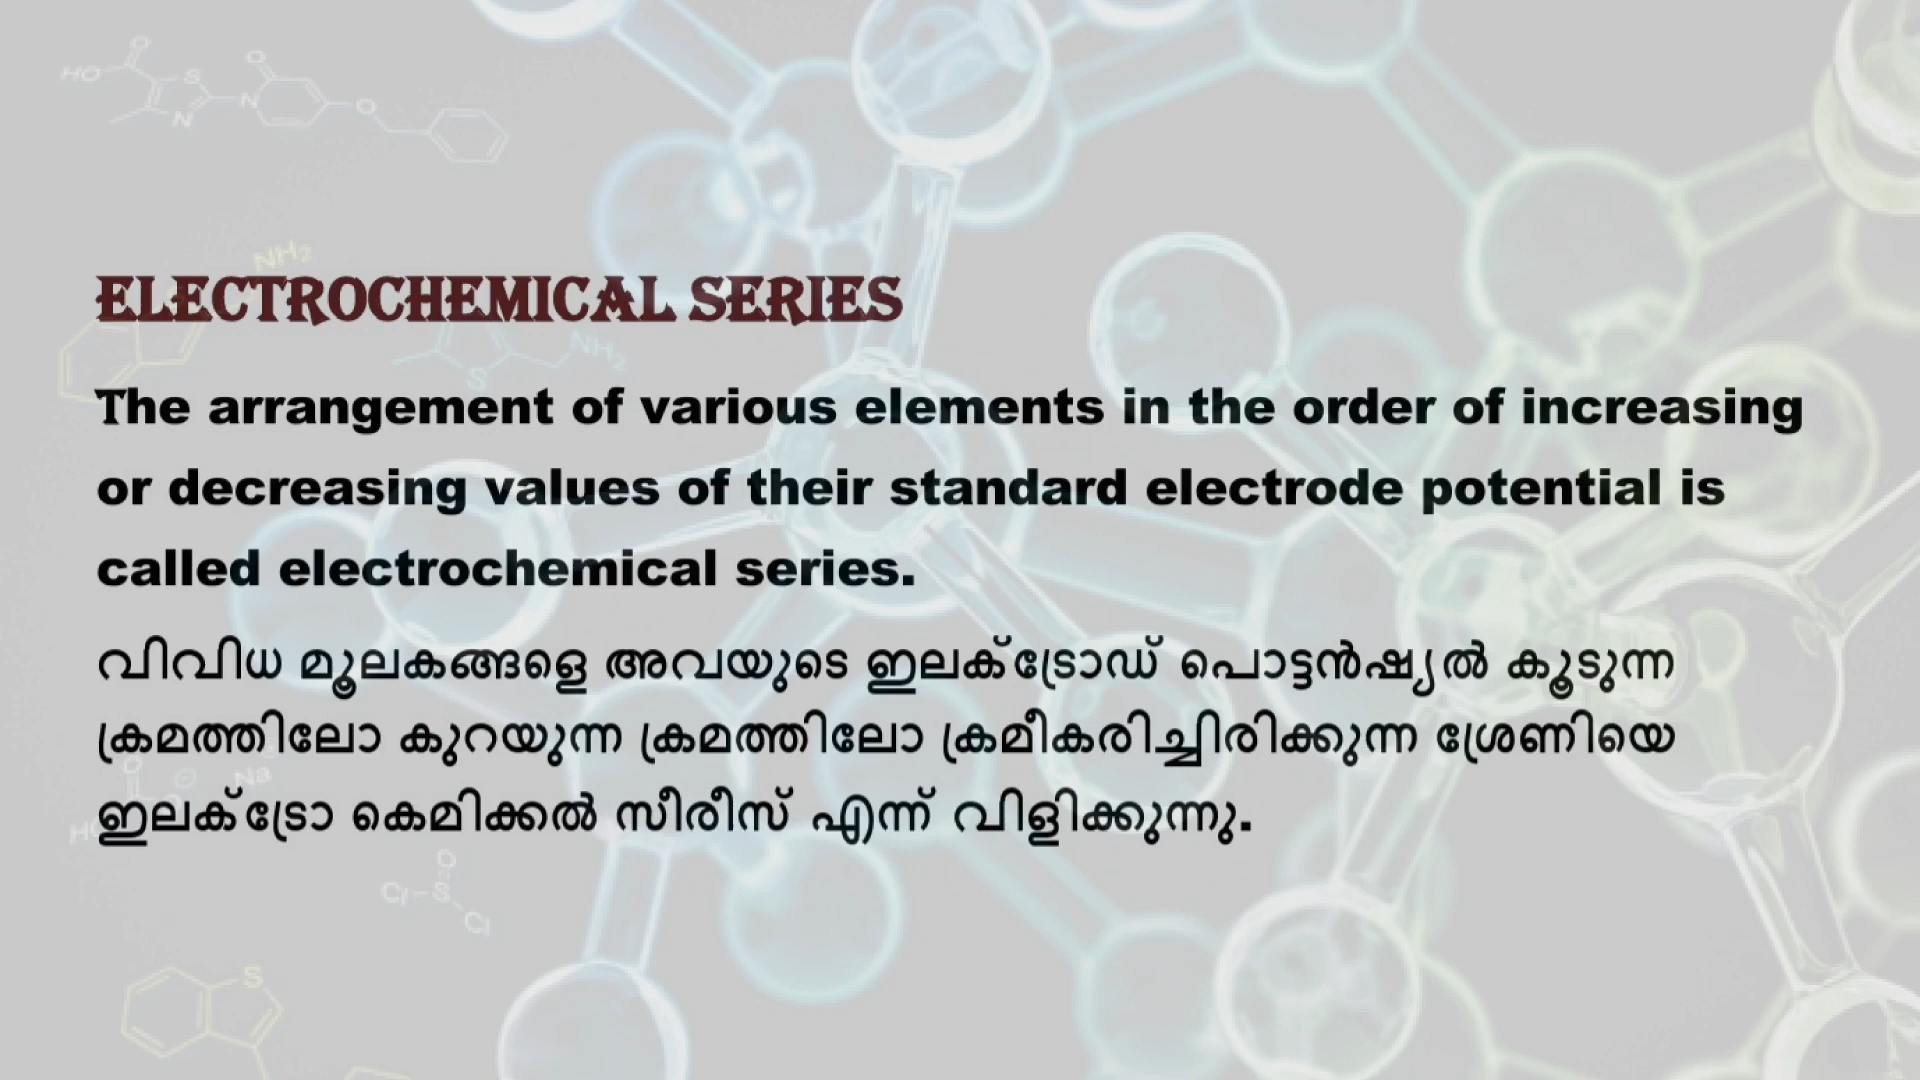 ELECTROCHEMICAL SERIES
The arrangement of various elements in the order of increasing
or decreasing values of their standard electrode potential is
called electrochemical series.
വിവിധ മൂലകങ്ങളെ അവയുടെ ഇലക്ട്രോഡ് പൊട്ടൻഷ്യൽ കൂടുന്ന
ക്രമത്തിലോ കുറയുന്ന ക്രമത്തിലോ ക്രമീകരിച്ചിരിക്കുന്ന ശ്രേണിയെ
ഇലക്ട്രോ കെമിക്കൽ സീരീസ് എന്ന് വിളിക്കുന്നു.